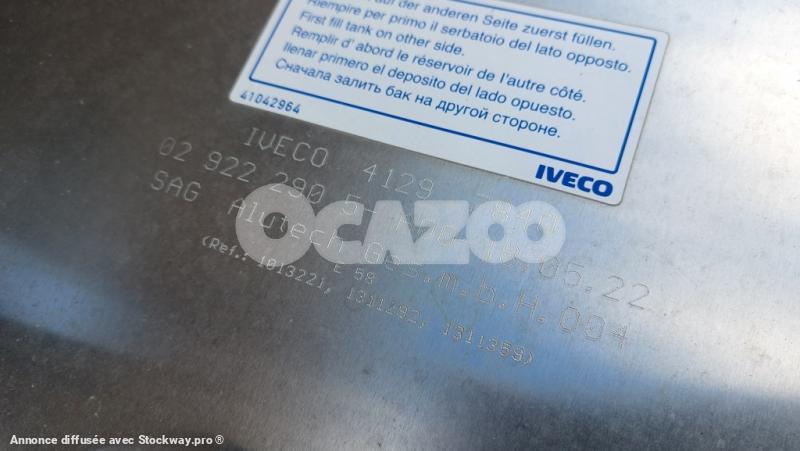 auf der anderen Seite zuerst füllen.
Riempire per primo il serbatoio del lato opposto.
First fill tank on other side.
Remplir d' abord le réservoir de l'autre côté.
llenar primero el deposito del lado opuesto.
Сначала залить бак на другой стороне.
41042964
IVECO
IVECO 4129
02 922 290 5- .05.22
SAG Alutech Ges.m.b.H. 004
E 58
(Ref.: 1013221, 1311292, 1311359)
OCAZOO
Annonce diffusée avec Stockway.pro®